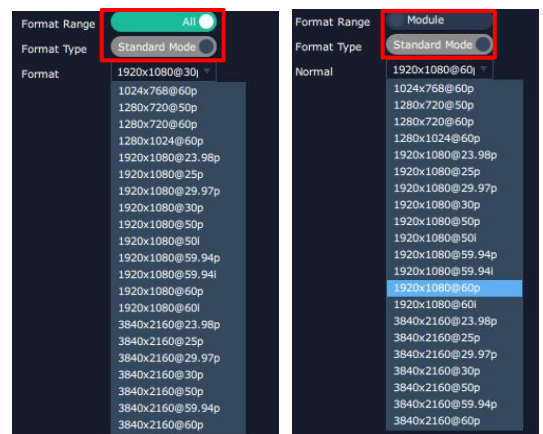 Format Range All
Format Type Standard Mode
Format 1920x1080@30p
1024x768@60p
1280x720@50p
1280x720@60p
1280x1024@60p
1920x1080@23.98p
1920x1080@25p
1920x1080@29.97p
1920x1080@30p
1920x1080@50p
1920x1080@50i
1920x1080@59.94p
1920x1080@59.94i
1920x1080@60p
1920x1080@60i
3840x2160@23.98p
3840x2160@25p
3840x2160@29.97p
3840x2160@30p
3840x2160@50p
3840x2160@59.94p
3840x2160@60p
Format Range Module
Format Type Standard Mode
Normal 1920x1080@60p
1024x768@60p
1280x720@50p
1280x720@60p
1280x1024@60p
1920x1080@23.98p
1920x1080@25p
1920x1080@29.97p
1920x1080@30p
1920x1080@50p
1920x1080@50i
1920x1080@59.94p
1920x1080@59.94i
1920x1080@60p
1920x1080@60i
3840x2160@23.98p
3840x2160@25p
3840x2160@29.97p
3840x2160@30p
3840x2160@50p
3840x2160@59.94p
3840x2160@60p